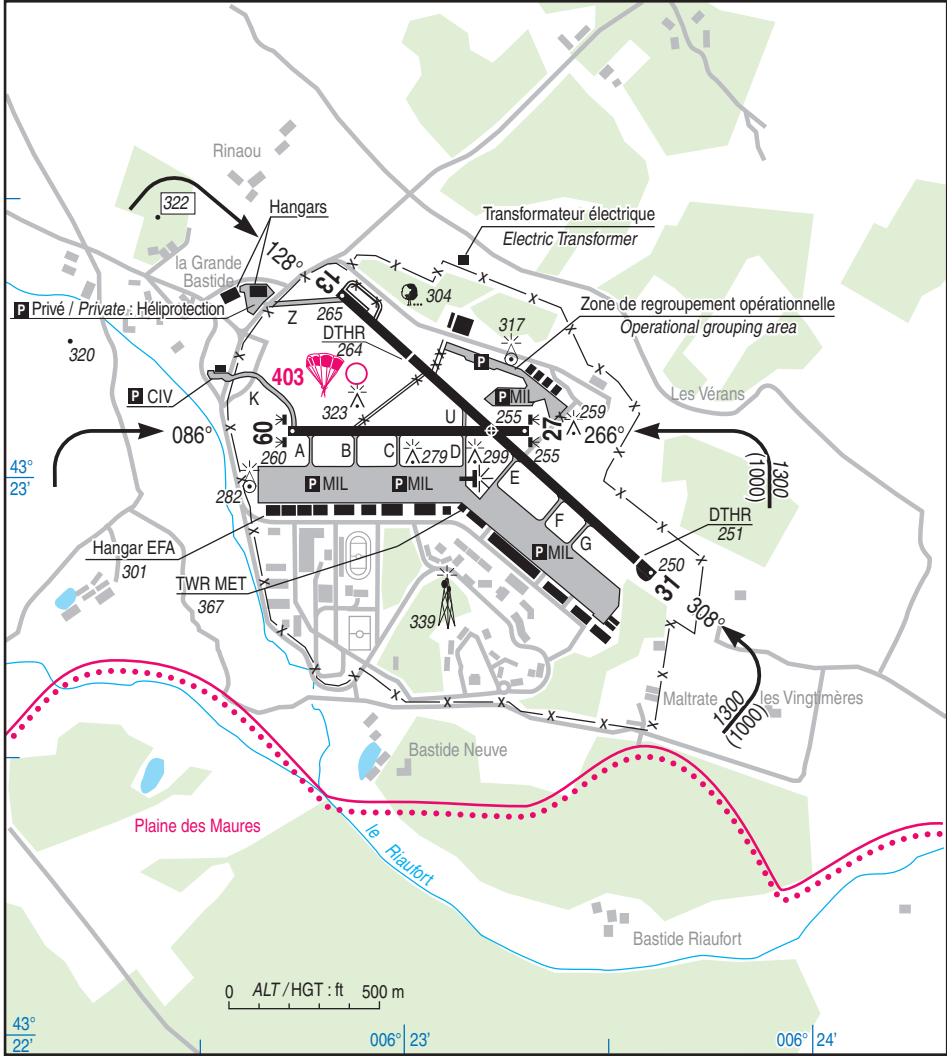 Rinaou
322
Hangars
Transformateur électrique
Electric Transformer
128°
la Grande
Bastide
13
304
Zone de regroupement opérationnelle
Operational grouping area
P Privé / Private : Héliprotection
Z
265
DTHR
264
317
320
P
403
Les Vérans
P CIV
K
323
P MIL
U
255
259
086°
09
27
266°
260
A
B
C
279
D
299
255
E
1300
(1000)
43°
23'
282
P MIL
P MIL
F
G
DTHR
251
Hangar EFA
301
P MIL
250
31
TWR MET
367
339
308°
Maltrate
les Vingtimères
1300
(1000)
Bastide Neuve
Plaine des Maures
le Riaufort
Bastide Riaufort
0 ALT / HGT : ft 500 m
43°
22'
006° 23'
006° 24'